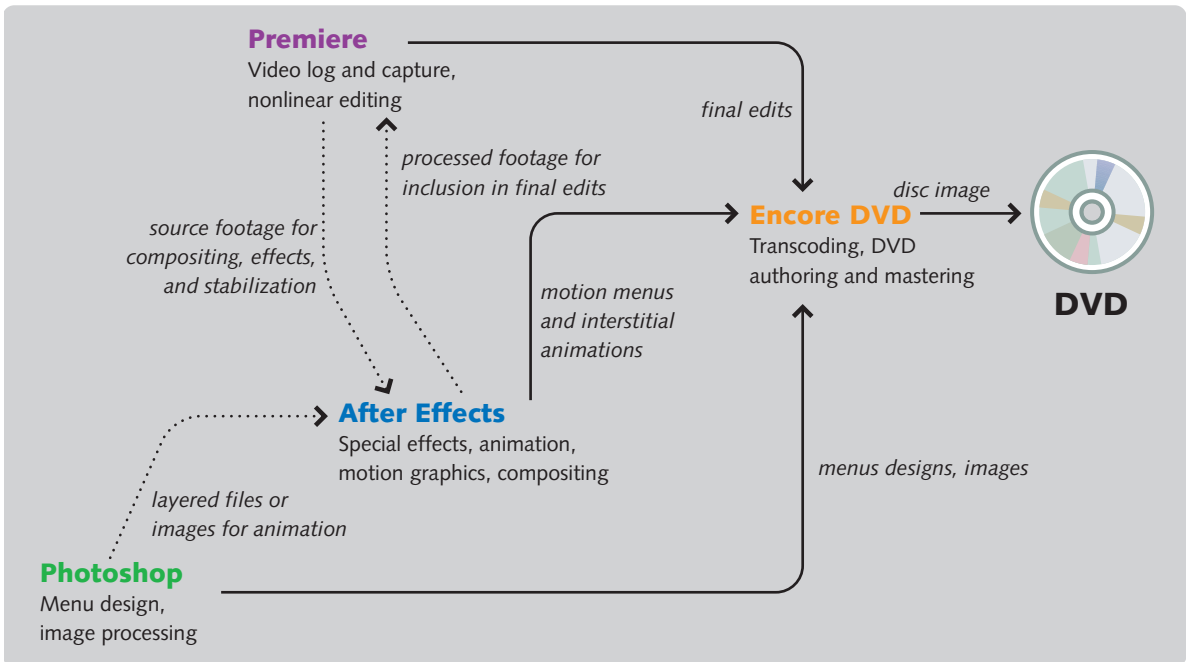 Premiere
Video log and capture,
nonlinear editing
final edits
processed footage for
inclusion in final edits
source footage for
compositing, effects,
and stabilization
disc image
Encore DVD
Transcoding, DVD
authoring and mastering
DVD
motion menus
and interstitial
animations
After Effects
Special effects, animation,
motion graphics, compositing
menus designs, images
layered files or
images for animation
Photoshop
Menu design,
image processing